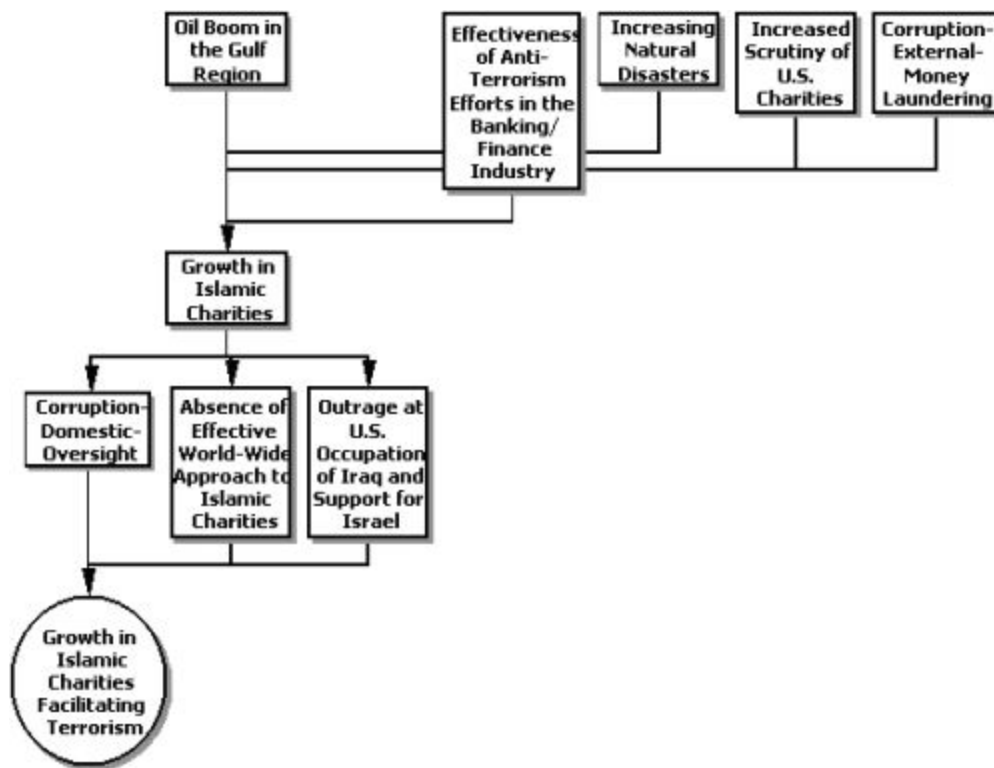 Oil Boom in
the Gulf
Region
Effectiveness
of Anti-
Terrorism
Efforts in the
Banking/
Finance
Industry
Increasing
Natural
Disasters
Increased
Scrutiny of
U.S.
Charities
Corruption-
External-
Money
Laundering
Growth in
Islamic
Charities
Corruption-
Domestic-
Oversight
Absence of
Effective
World-Wide
Approach to
Islamic
Charities
Outrage at
U.S.
Occupation
of Iraq and
Support for
Israel
Growth in
Islamic
Charities
Facilitating
Terrorism